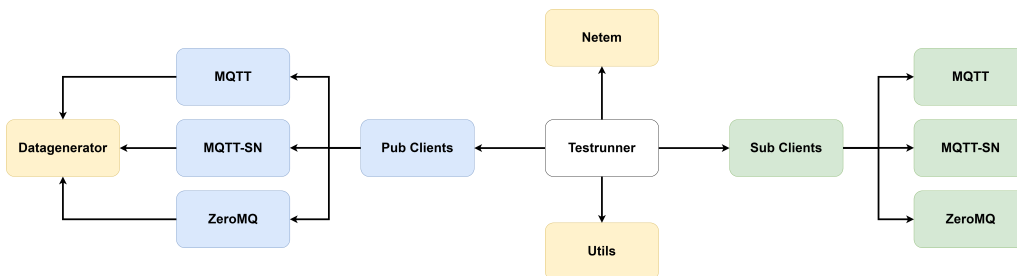 Netem
MQTT
MQTT
Datagenerator
MQTT-SN
Pub Clients
Testrunner
Sub Clients
MQTT-SN
ZeroMQ
ZeroMQ
Utils